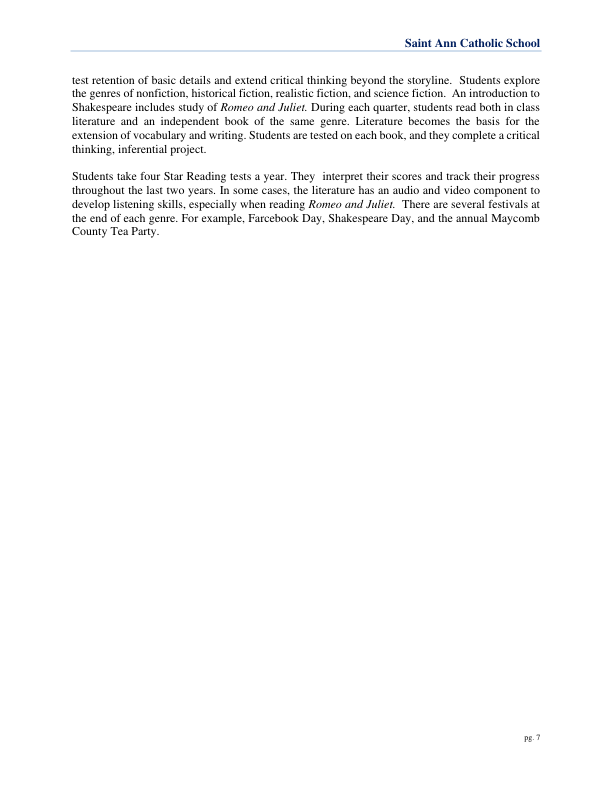 Saint Ann Catholic School
test retention of basic details and extend critical thinking beyond the storyline.  Students explore
the genres of nonfiction, historical fiction, realistic fiction, and science fiction.  An introduction to
Shakespeare includes study of Romeo and Juliet. During each quarter, students read both in class
literature and an independent book of the same genre. Literature becomes the basis for the
extension of vocabulary and writing. Students are tested on each book, and they complete a critical
thinking, inferential project.
Students take four Star Reading tests a year. They  interpret their scores and track their progress
throughout the last two years. In some cases, the literature has an audio and video component to
develop listening skills, especially when reading Romeo and Juliet.  There are several festivals at
the end of each genre. For example, Farcebook Day, Shakespeare Day, and the annual Maycomb
County Tea Party.
pg. 7